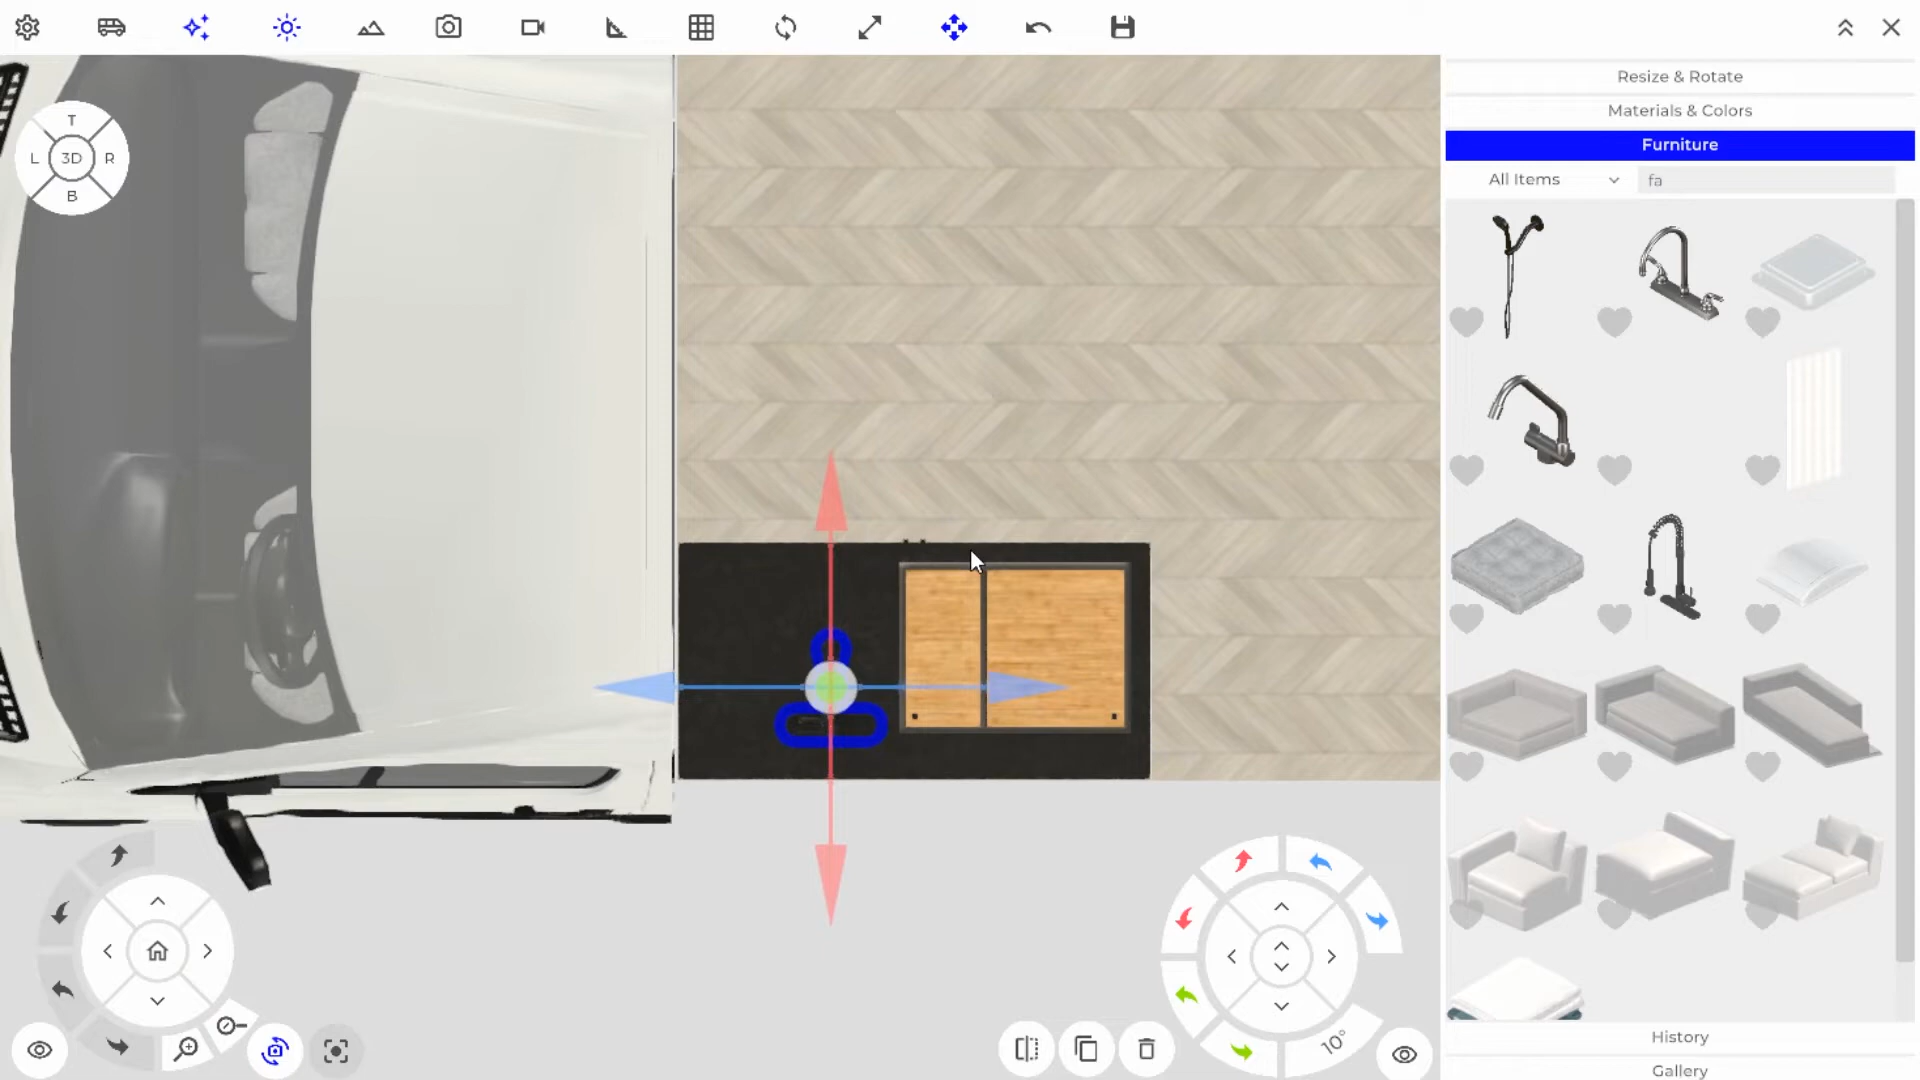 Resize & Rotate
Materials & Colors
Furniture
All Items
fa
T
L 3D R
B
10°
History
Gallery